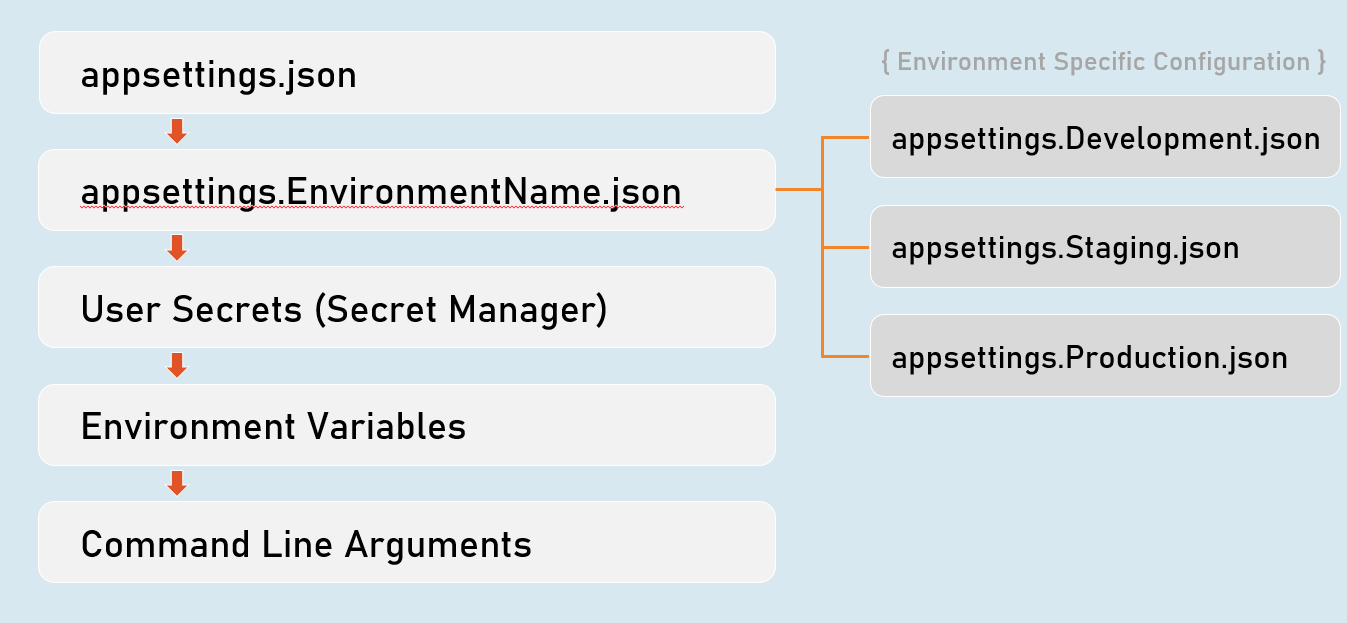 appsettings.json
appsettings.EnvironmentName.json
User Secrets (Secret Manager)
Environment Variables
Command Line Arguments
{ Environment Specific Configuration }
appsettings.Development.json
appsettings.Staging.json
appsettings.Production.json